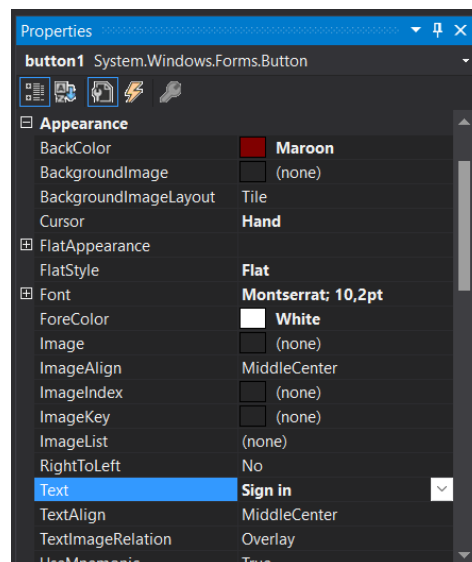 Properties
button1 System.Windows.Forms.Button
Appearance
BackColor Maroon
BackgroundImage (none)
BackgroundImageLayout Tile
Cursor Hand
FlatAppearance
FlatStyle Flat
Font Montserrat; 10,2pt
ForeColor White
Image (none)
ImageAlign MiddleCenter
ImageIndex (none)
ImageKey (none)
ImageList (none)
RightToLeft No
Text Sign in
TextAlign MiddleCenter
TextImageRelation Overlay
UseMnemonic True